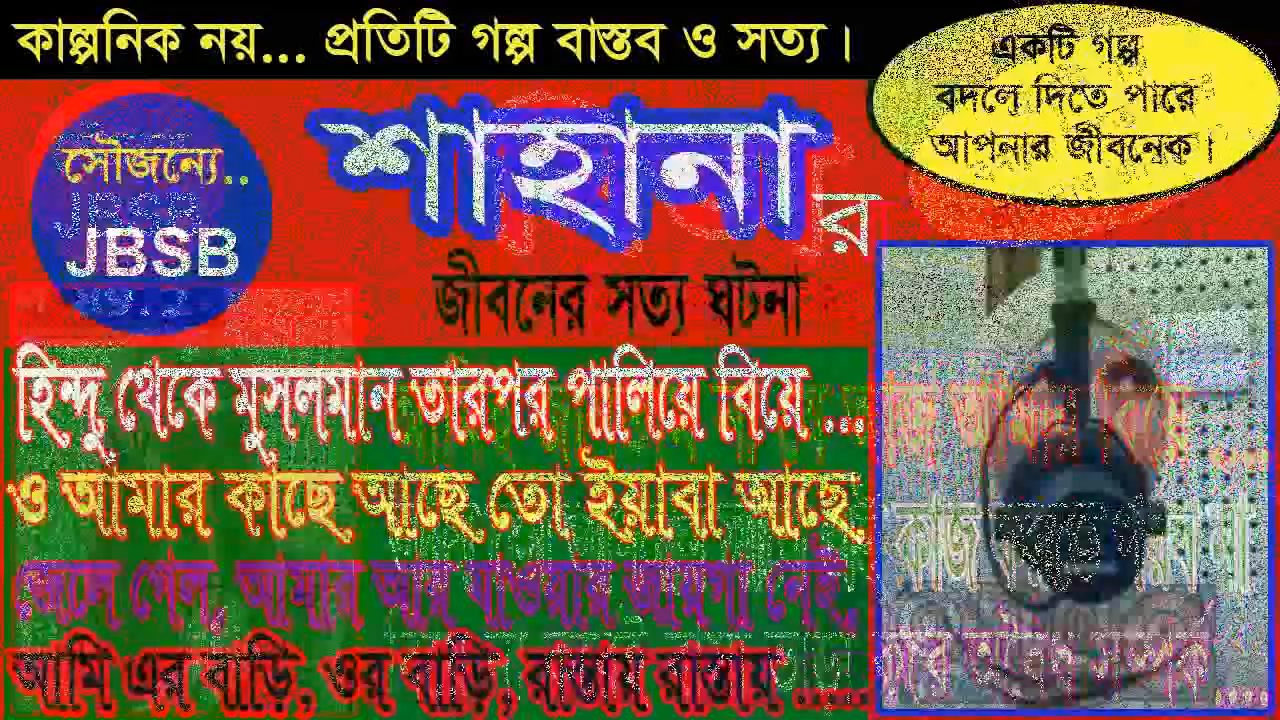 কাল্পনিক নয়... প্রতিটি গল্প বাস্তব ও সত্য।
একটি গল্প
বদলে দিতে পারে
আপনার জীবনেক।
সৌজন্যে..
JBSB
শাহানার
জীবনের সত্য ঘটনা
হিন্দু থেকে মুসলমান তারপর পালিয়ে বিয়ে ...
ও আমার কাছে আছে তো ইয়াবা আছে
জেলে গেল, আমার আর যাওয়ার জায়গা নেই,
আমি এর বাড়ি, ওর বাড়ি, রাস্তায় রাস্তায় .....